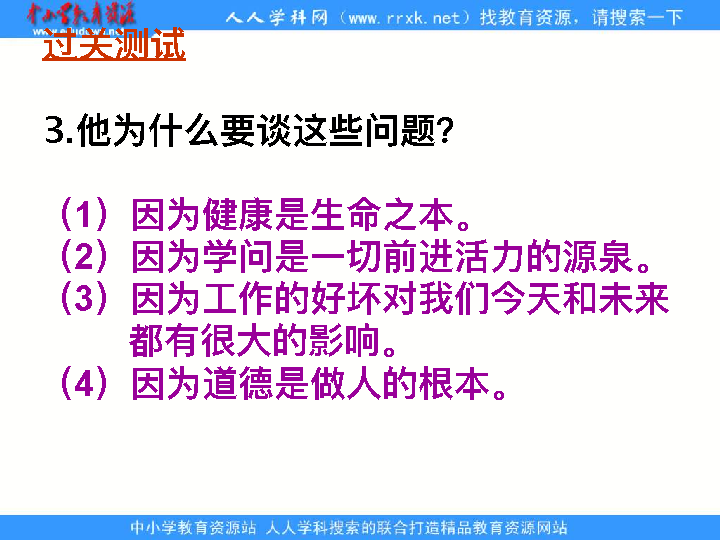 中小学教育资源站 人人学科网（www.rrxk.net）找教育资源，请搜索一下
过关测试
3.他为什么要谈这些问题?
（1）因为健康是生命之本。
（2）因为学问是一切前进活力的源泉。
（3）因为工作的好坏对我们今天和未来
都有很大的影响。
（4）因为道德是做人的根本。
中小学教育资源站 人人学科搜索的联合打造精品教育资源网站